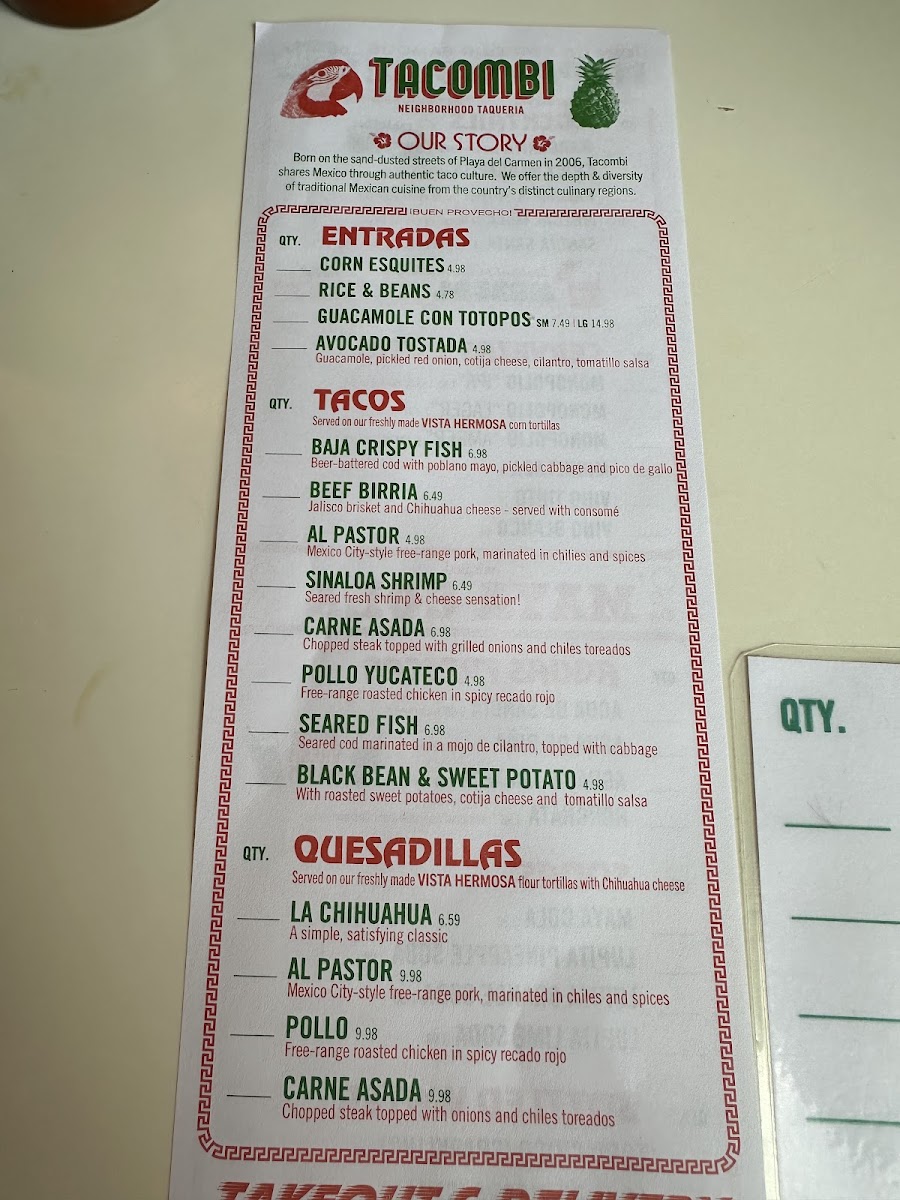 TACOMBI
NEIGHBORHOOD TAQUERIA
OUR STORY
Born on the sand-dusted streets of Playa del Carmen in 2006, Tacombi
shares Mexico through authentic taco culture. We offer the depth & diversity
of traditional Mexican cuisine from the country's distinct culinary regions.
¡BUEN PROVECHO!
QTY. ENTRADAS
CORN ESQUITES 4.98
RICE & BEANS 4.78
GUACAMOLE CON TOTOPOS SM 7.49 | LG 14.98
AVOCADO TOSTADA 4.98
Guacamole, pickled red onion, cotija cheese, cilantro, tomatillo salsa
QTY. TACOS
Served on our freshly made VISTA HERMOSA corn tortillas
BAJA CRISPY FISH 6.98
Beer-battered cod with poblano mayo, pickled cabbage and pico de gallo
BEEF BIRRIA 6.49
Jalisco brisket and Chihuahua cheese - served with consomé
AL PASTOR 4.98
Mexico City-style free-range pork, marinated in chilies and spices
SINALOA SHRIMP 6.49
Seared fresh shrimp & cheese sensation!
CARNE ASADA 6.98
Chopped steak topped with grilled onions and chiles toreados
POLLO YUCATECO 4.98
Free-range roasted chicken in spicy recado rojo
SEARED FISH 6.98
Seared cod marinated in a mojo de cilantro, topped with cabbage
BLACK BEAN & SWEET POTATO 4.98
With roasted sweet potatoes, cotija cheese and tomatillo salsa
QTY. QUESADILLAS
Served on our freshly made VISTA HERMOSA flour tortillas with Chihuahua cheese
LA CHIHUAHUA 6.59
A simple, satisfying classic
AL PASTOR 9.98
Mexico City-style free-range pork, marinated in chiles and spices
POLLO 9.98
Free-range roasted chicken in spicy recado rojo
CARNE ASADA 9.98
Chopped steak topped with onions and chiles toreados
TAKEOUT & DELIVERY
QTY.